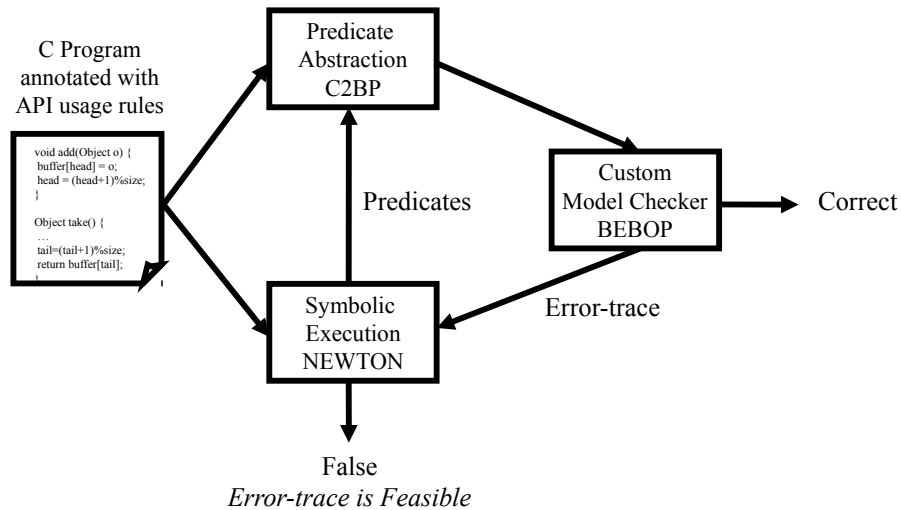 C Program
annotated with
API usage rules
void add(Object o) {
buffer[head] = o;
head = (head+1)%size;
}
Object take() {
…
tail=(tail+1)%size;
return buffer[tail];
}
Predicate
Abstraction
C2BP
Predicates
Custom
Model Checker
BEBOP
Correct
Error-trace
Symbolic
Execution
NEWTON
False
Error-trace is Feasible